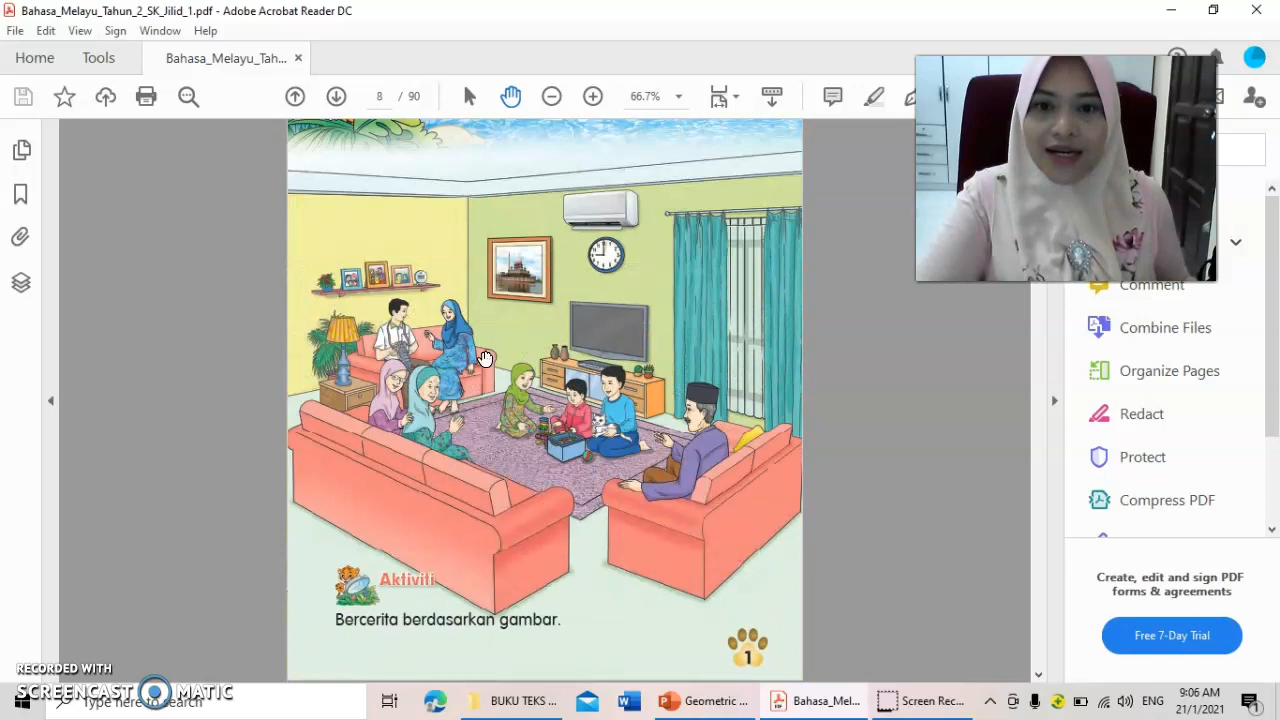 Bahasa_Melayu_Tahun_2_SK_Jilid_1.pdf - Adobe Acrobat Reader DC
File Edit View Sign Window Help
Home Tools Bahasa_Melayu_Tah... ×
8 / 90 66.7%
Comment
Combine Files
Organize Pages
Redact
Protect
Compress PDF
Create, edit and sign PDF
forms & agreements
Free 7-Day Trial
Aktiviti
Bercerita berdasarkan gambar.
1
RECORDED WITH
SCREENCAST MATIC
Type here to search
BUKU TEKS ...
Geometric ...
Bahasa_Mel...
Screen Rec...
ENG
9:06 AM
21/1/2021
1